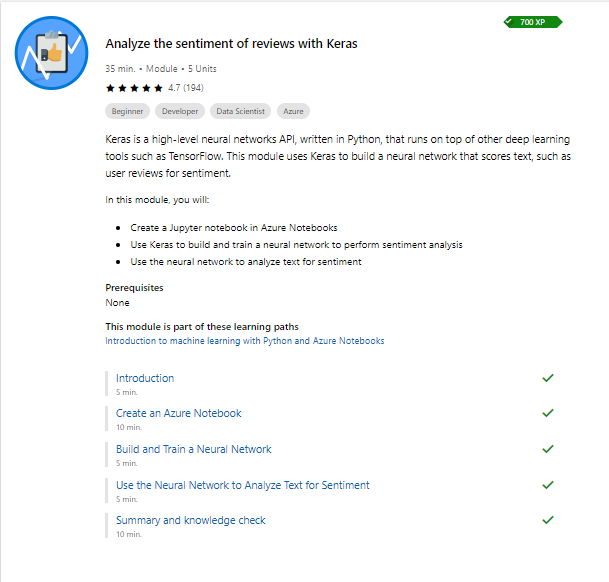 700 XP
Analyze the sentiment of reviews with Keras
35 min. • Module • 5 Units
4.7 (194)
Beginner Developer Data Scientist Azure
Keras is a high-level neural networks API, written in Python, that runs on top of other deep learning
tools such as TensorFlow. This module uses Keras to build a neural network that scores text, such as
user reviews for sentiment.
In this module, you will:
• Create a Jupyter notebook in Azure Notebooks
• Use Keras to build and train a neural network to perform sentiment analysis
• Use the neural network to analyze text for sentiment
Prerequisites
None
This module is part of these learning paths
Introduction to machine learning with Python and Azure Notebooks
Introduction
5 min.
Create an Azure Notebook
10 min.
Build and Train a Neural Network
5 min.
Use the Neural Network to Analyze Text for Sentiment
5 min.
Summary and knowledge check
10 min.